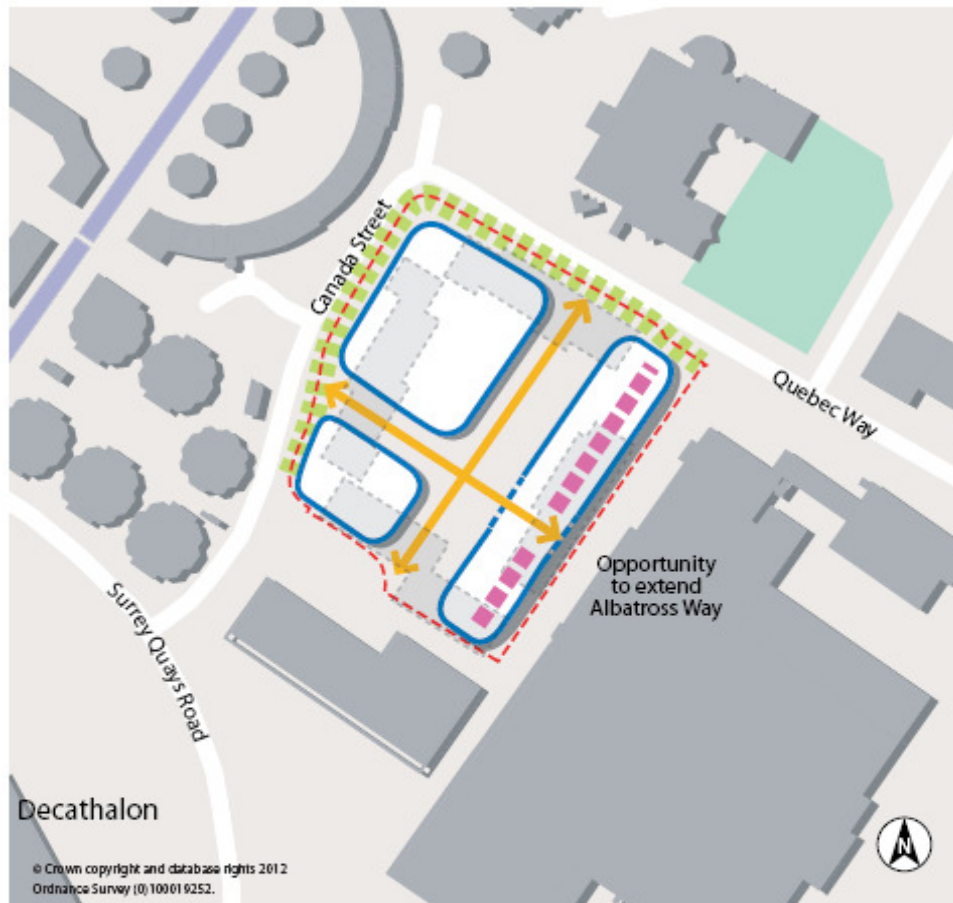 Canada Street
Quebec Way
Opportunity
to extend
Albatross Way
Surrey Quays Road
Decathalon
N
© Crown copyright and database rights 2012
Ordnance Survey (0)100019252.